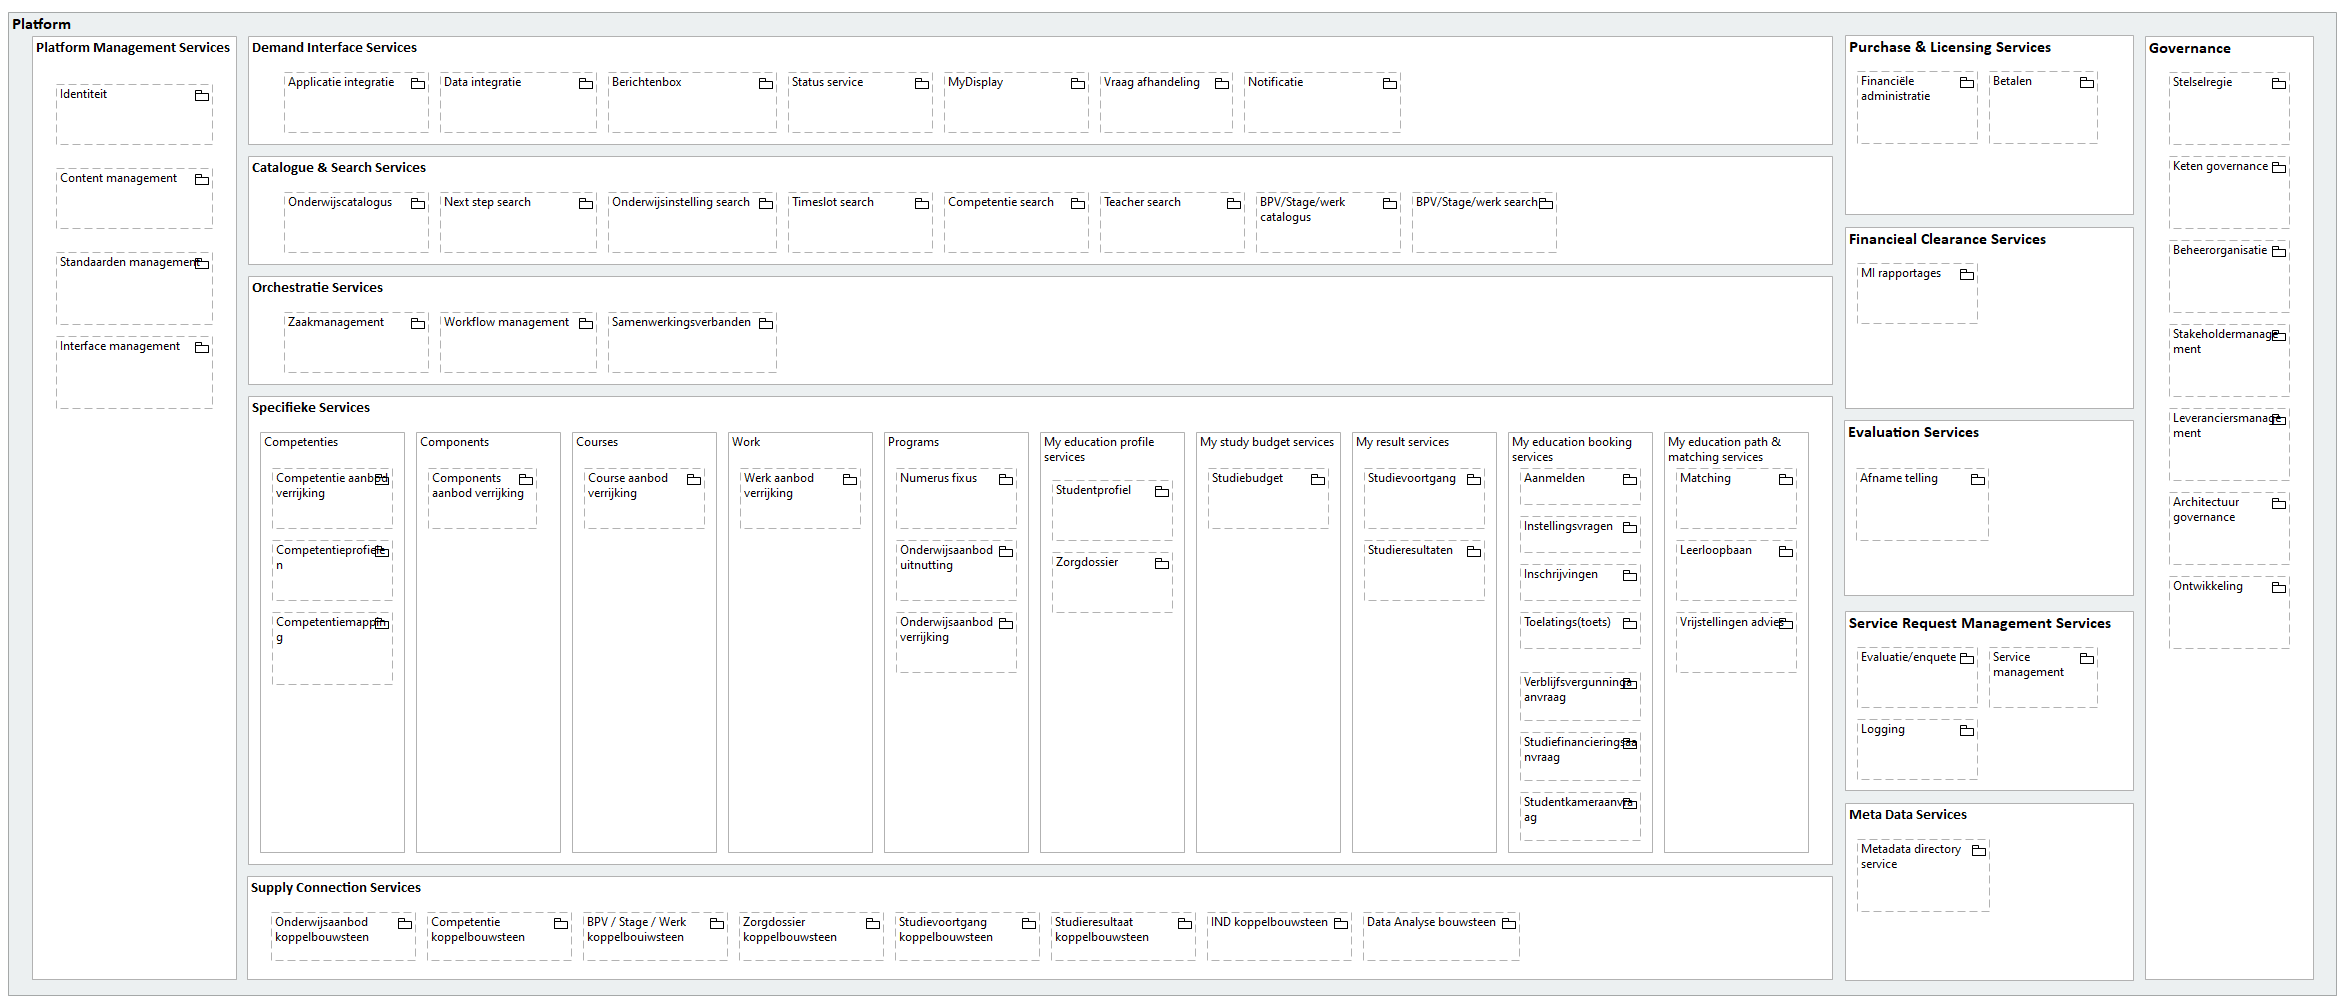 Platform
Platform Management Services
Identiteit
Content management
Standaarden management
Interface management
Demand Interface Services
Applicatie integratie
Data integratie
Berichtenbox
Status service
MyDisplay
Vraag afhandeling
Notificatie
Catalogue & Search Services
Onderwijscatalogus
Next step search
Onderwijsinstelling search
Timeslot search
Competentie search
Teacher search
BPV/Stage/werk
catalogus
BPV/Stage/werk search
Orchestratie Services
Zaakmanagement
Workflow management
Samenwerkingsverbanden
Specifieke Services
Competenties
Competentie aanbod
verrijking
Competentieprofiele
n
Competentiemappin
g
Components
Components
aanbod verrijking
Courses
Course aanbod
verrijking
Work
Werk aanbod
verrijking
Programs
Numerus fixus
Onderwijsaanbod
uitnutting
Onderwijsaanbod
verrijking
My education profile
services
Studentprofiel
Zorgdossier
My study budget services
Studiebudget
My result services
Studievoortgang
Studieresultaten
My education booking
services
Aanmelden
Instellingsvragen
Inschrijvingen
Toelatings(toets)
Verblijfsvergunninga
anvraag
Studiefinancieringsaa
nvraag
Studentkameraanvra
ag
My education path &
matching services
Matching
Leerloopbaan
Vrijstellingen advies
Supply Connection Services
Onderwijsaanbod
koppelbouwsteen
Competentie
koppelbouwsteen
BPV / Stage / Werk
koppelbouiwsteen
Zorgdossier
koppelbouwsteen
Studievoortgang
koppelbouwsteen
Studieresultaat
koppelbouwsteen
IND koppelbouwsteen
Data Analyse bouwsteen
Purchase & Licensing Services
Financiële
administratie
Betalen
Financieal Clearance Services
MI rapportages
Evaluation Services
Afname telling
Service Request Management Services
Evaluatie/enquete
Service
management
Logging
Meta Data Services
Metadata directory
service
Governance
Stelselregie
Keten governance
Beheerorganisatie
Stakeholdermanage
ment
Leveranciersmanage
ment
Architectuur
governance
Ontwikkeling